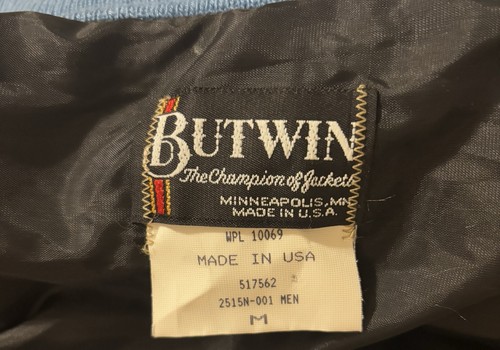 BUTWIN
The Champion of Jackets
MINNEAPOLIS, MN
MADE IN U.S.A.
WPL 10069
MADE IN USA
517562
2515N-001 MEN
M